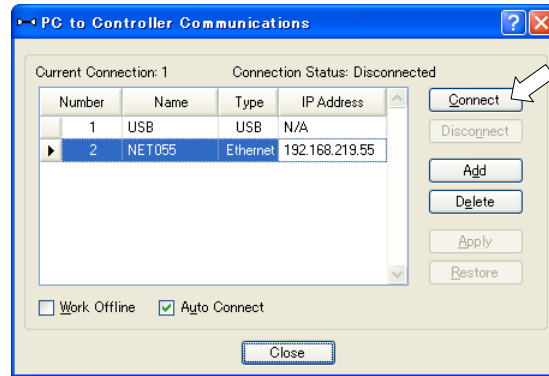 PC to Controller Communications
Current Connection: 1 Connection Status: Disconnected
Number Name Type IP Address
1 USB USB N/A
2 NET055 Ethernet 192.168.219.55
Connect
Disconnect
Add
Delete
Apply
Restore
Work Offline Auto Connect
Close